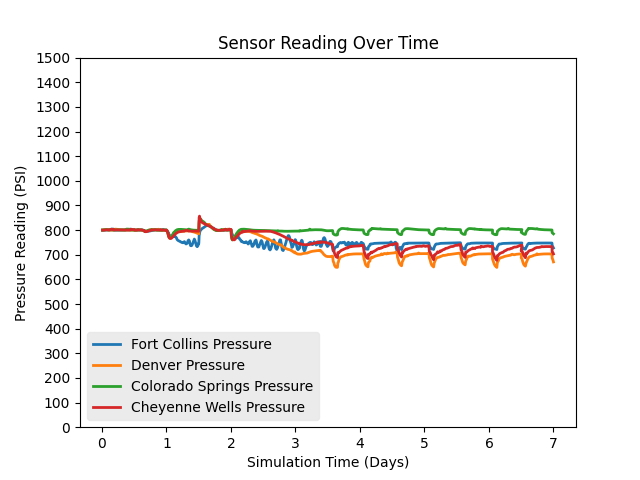 Sensor Reading Over Time
1500
1400
1300
1200
1100
1000
900
800
700
600
500
400
300
200
100
0
Pressure Reading (PSI)
Fort Collins Pressure
Denver Pressure
Colorado Springs Pressure
Cheyenne Wells Pressure
0 1 2 3 4 5 6 7
Simulation Time (Days)